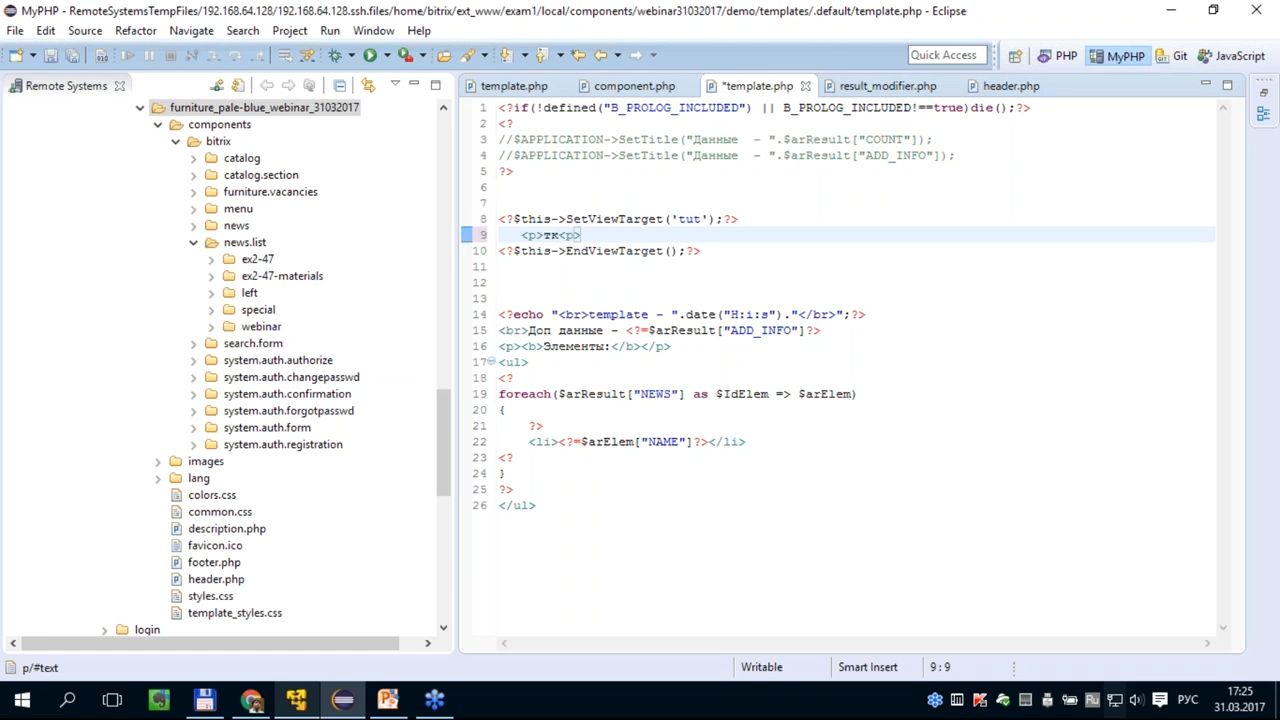 MyPHP - RemoteSystemsTempFiles/192.168.64.128/192.168.64.128.ssh.files/home/bitrix/ext_www/exam1/local/components/webinar31032017/demo/templates/.default/template.php - Eclipse
File Edit Source Refactor Navigate Search Project Run Window Help
Quick Access PHP MyPHP Git JavaScript
Remote Systems
template.php component.php *template.php result_modifier.php header.php
furniture_pale-blue_webinar_31032017
components
bitrix
catalog
catalog.section
furniture.vacancies
menu
news
news.list
ex2-47
ex2-47-materials
left
special
webinar
search.form
system.auth.authorize
system.auth.changepasswd
system.auth.confirmation
system.auth.forgotpasswd
system.auth.form
system.auth.registration
images
lang
colors.css
common.css
description.php
favicon.ico
footer.php
header.php
styles.css
template_styles.css
login
1 <?if(!defined("B_PROLOG_INCLUDED") || B_PROLOG_INCLUDED!==true)die();?>
2 <?
3 //$APPLICATION->SetTitle("Данные - ".$arResult["COUNT"]);
4 //$APPLICATION->SetTitle("Данные - ".$arResult["ADD_INFO"]);
5 ?>
6
7
8 <?$this->SetViewTarget('tut');?>
9 <p>тк<p>
10 <?$this->EndViewTarget();?>
11
12
13
14 <?echo "<br>template - ".date("H:i:s")."</br>";?>
15 <br>Доп данные - <?=$arResult["ADD_INFO"]?>
16 <p><b>Элементы:</b></p>
17 <ul>
18 <?
19 foreach($arResult["NEWS"] as $IdElem => $arElem)
20 {
21 ?>
22 <li><?=$arElem["NAME"]?></li>
23 <?
24 }
25 ?>
26 </ul>
p/#text Writable Smart Insert 9 : 9
Ru РУС 17:25
31.03.2017